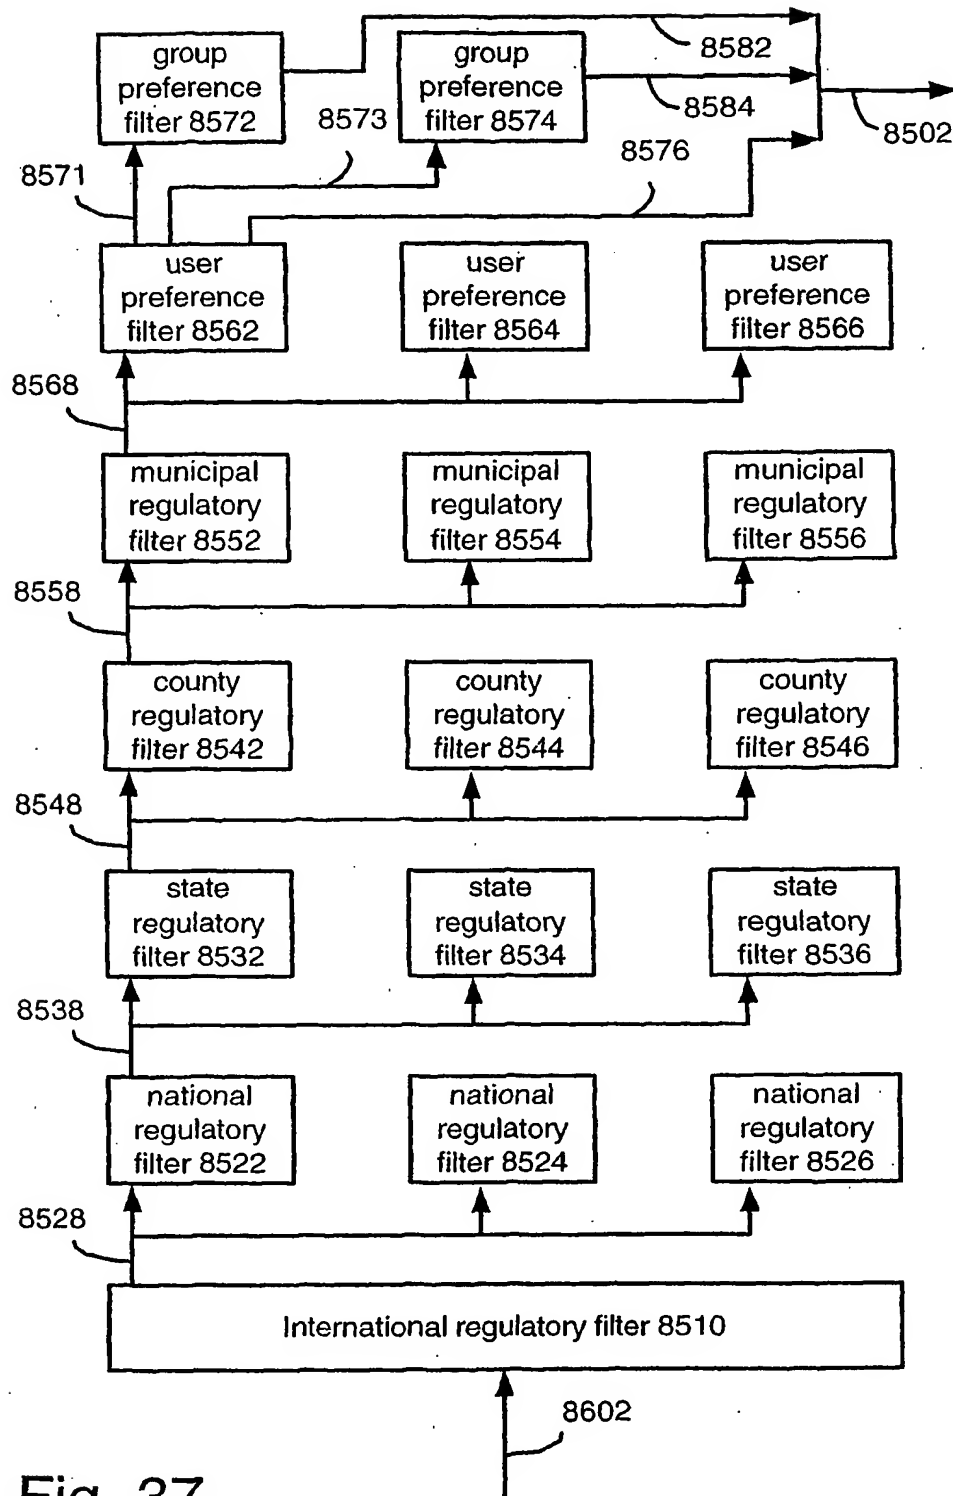 group
preference
filter 8572
group
preference
filter 8574
8582
8584
8502
8573
8576
8571
user
preference
filter 8562
user
preference
filter 8564
user
preference
filter 8566
8568
municipal
regulatory
filter 8552
municipal
regulatory
filter 8554
municipal
regulatory
filter 8556
8558
county
regulatory
filter 8542
county
regulatory
filter 8544
county
regulatory
filter 8546
8548
state
regulatory
filter 8532
state
regulatory
filter 8534
state
regulatory
filter 8536
8538
national
regulatory
filter 8522
national
regulatory
filter 8524
national
regulatory
filter 8526
8528
International regulatory filter 8510
8602
Fig. 37